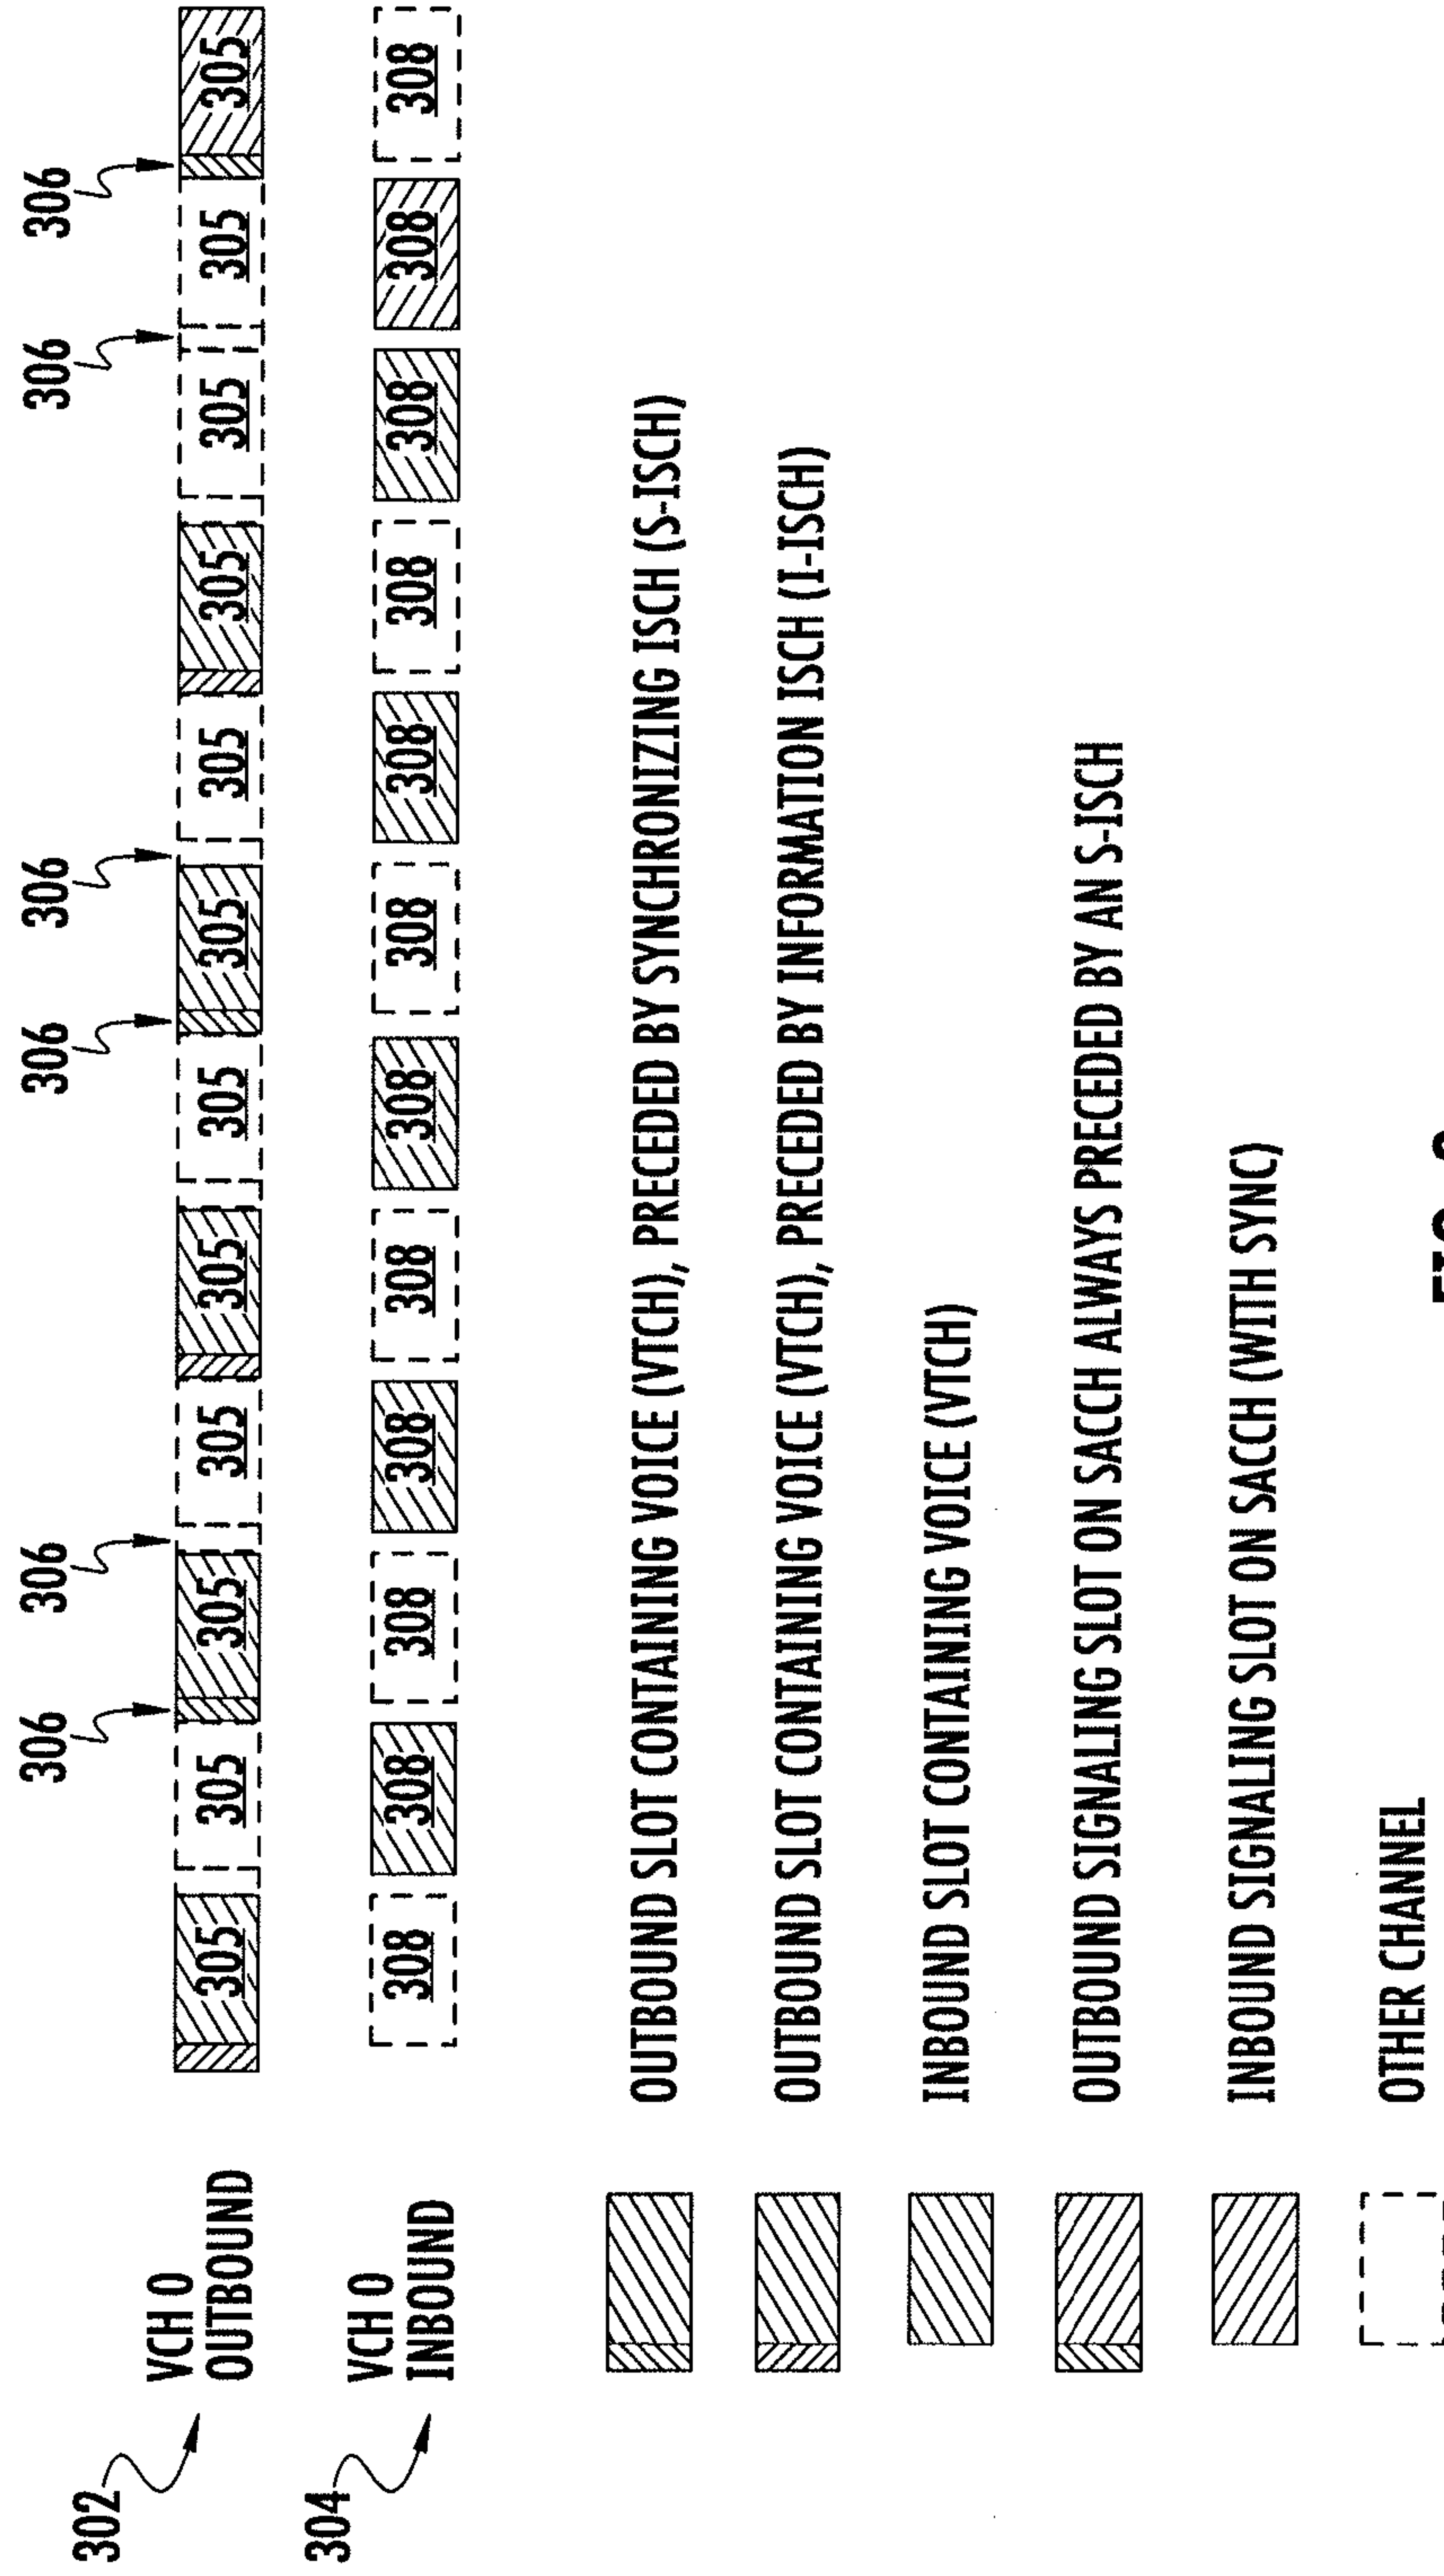 306 306 306 306 306 306
302
VCH 0
OUTBOUND
305 305 305 305 305 305 305 305 305 305 305 305
304
VCH 0
INBOUND
308 308 308 308 308 308 308 308 308 308 308 308
OUTBOUND SLOT CONTAINING VOICE (VTCH), PRECEDED BY SYNCHRONIZING ISCH (S-ISCH)
OUTBOUND SLOT CONTAINING VOICE (VTCH), PRECEDED BY INFORMATION ISCH (I-ISCH)
INBOUND SLOT CONTAINING VOICE (VTCH)
OUTBOUND SIGNALING SLOT ON SACCH ALWAYS PRECEDED BY AN S-ISCH
INBOUND SIGNALING SLOT ON SACCH (WITH SYNC)
OTHER CHANNEL